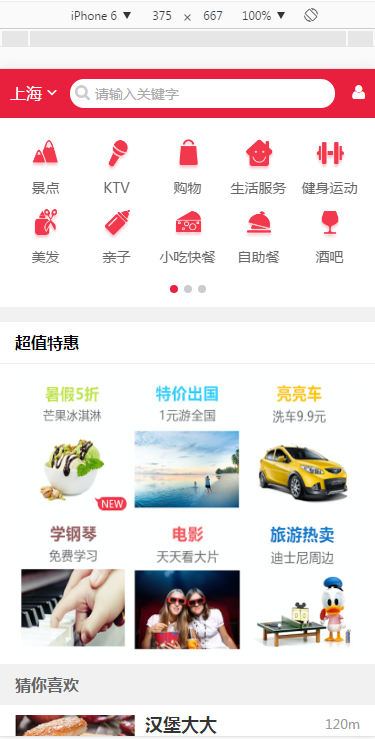 iPhone 6 ▼ 375 × 667 100% ▼
上海 请输入关键字
景点 KTV 购物 生活服务 健身运动
美发 亲子 小吃快餐 自助餐 酒吧
超值特惠
暑假5折 特价出国 亮亮车
芒果冰淇淋 1元游全国 洗车9.9元
NEW
学钢琴 电影 旅游热卖
免费学习 天天看大片 迪士尼周边
猜你喜欢
汉堡大大 120m